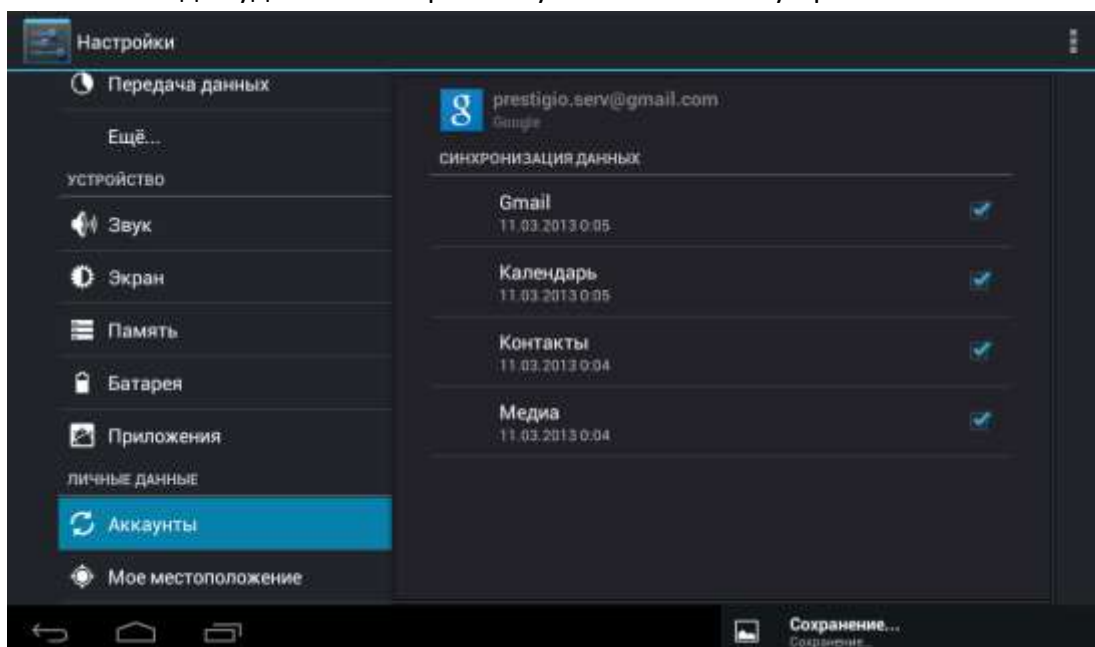 Настройки
Передача данных
Ещё...
УСТРОЙСТВО
Звук
Экран
Память
Батарея
Приложения
ЛИЧНЫЕ ДАННЫЕ
Аккаунты
Мое местоположение
8
prestigio.serv@gmail.com
Google
СИНХРОНИЗАЦИЯ ДАННЫХ
Gmail
11.03.2013 0:05
Календарь
11.03.2013 0:05
Контакты
11.03.2013 0:04
Медиа
11.03.2013 0:04
Сохранение...
Сохранение...